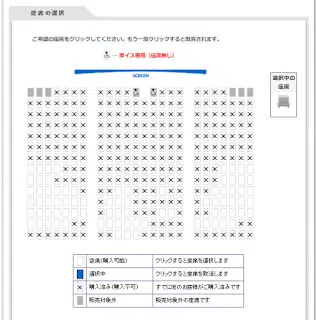 座席の選択
ご希望の座席をクリックしてください。もう一度クリックすると取消されます。
… 車イス専用（座席無し）
SCREEN
選択中の
座席
空席(購入可能) クリックすると座席を選択します
選択中 クリックすると座席を取消します
× 購入済み(購入不可) すでに他のお客様がご購入済みです
販売対象外 販売対象外の座席です